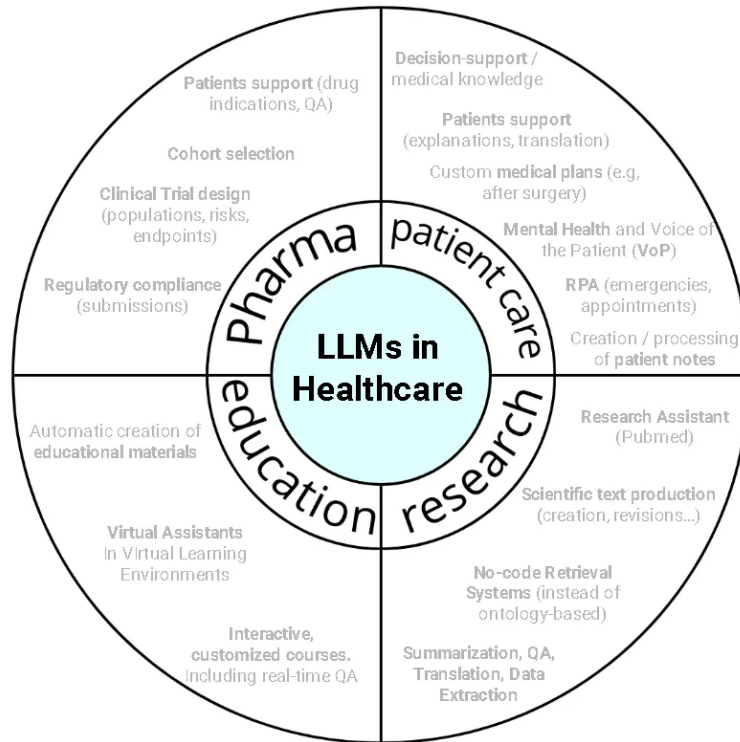 Patients support (drug
indications, QA)
Cohort selection
Clinical Trial design
(populations, risks,
endpoints)
Regulatory compliance
(submissions)
Decision-support /
medical knowledge
Patients support
(explanations, translation)
Custom medical plans (e.g,
after surgery)
Mental Health and Voice of
the Patient (VoP)
RPA (emergencies,
appointments)
Creation / processing
of patient notes
Pharma
patient care
LLMs in
Healthcare
education
research
Automatic creation of
educational materials
Virtual Assistants
in Virtual Learning
Environments
Interactive,
customized courses.
Including real-time QA
Research Assistant
(Pubmed)
Scientific text production
(creation, revisions...)
No-code Retrieval
Systems (instead of
ontology-based)
Summarization, QA,
Translation, Data
Extraction